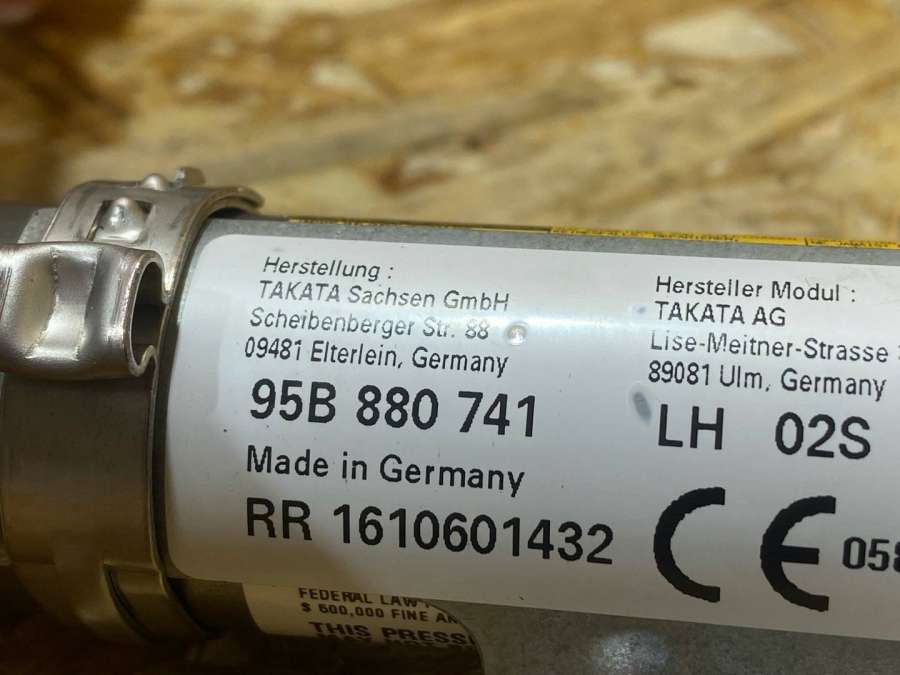 Herstellung :
TAKATA Sachsen GmbH
Scheibenberger Str. 88
09481 Elterlein, Germany
95B 880 741
Made in Germany
RR 1610601432
Hersteller Modul :
TAKATA AG
Lise-Meitner-Strasse
89081 Ulm, Germany
LH 02S
CE 058
FEDERAL LAW
$ 500,000 FINE
THIS